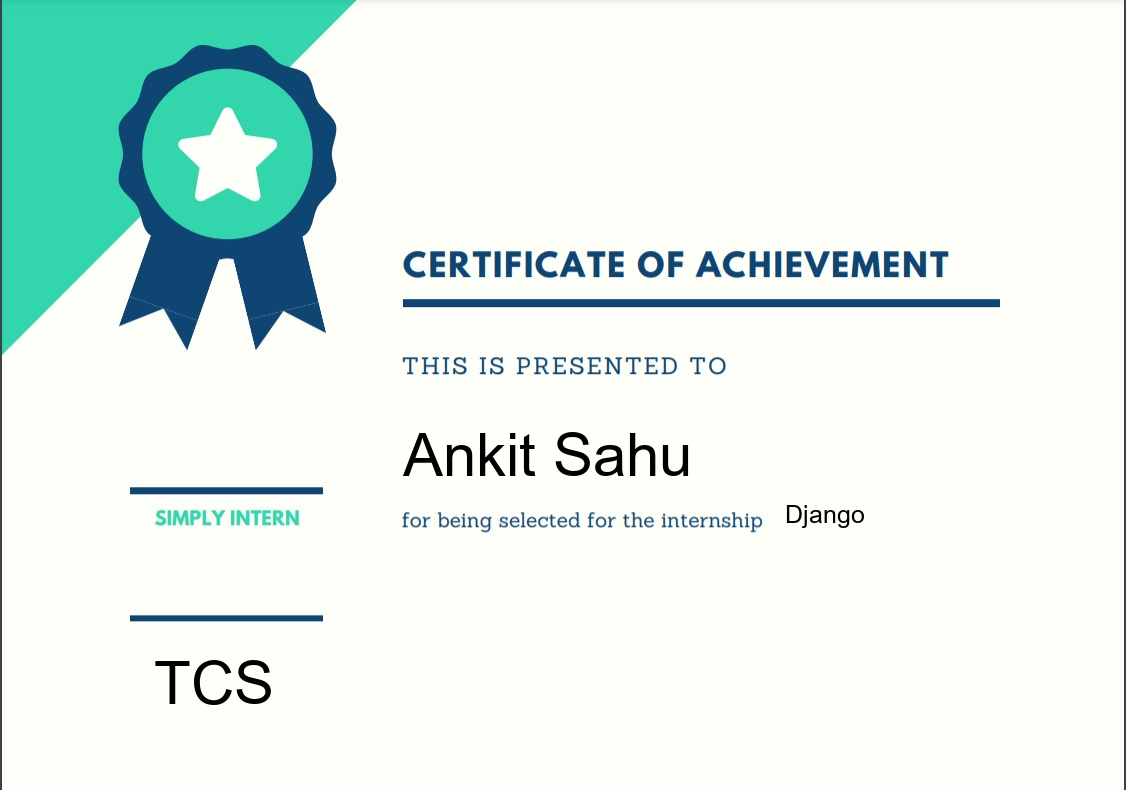 CERTIFICATE OF ACHIEVEMENT
THIS IS PRESENTED TO
Ankit Sahu
for being selected for the internship Django
SIMPLY INTERN
TCS